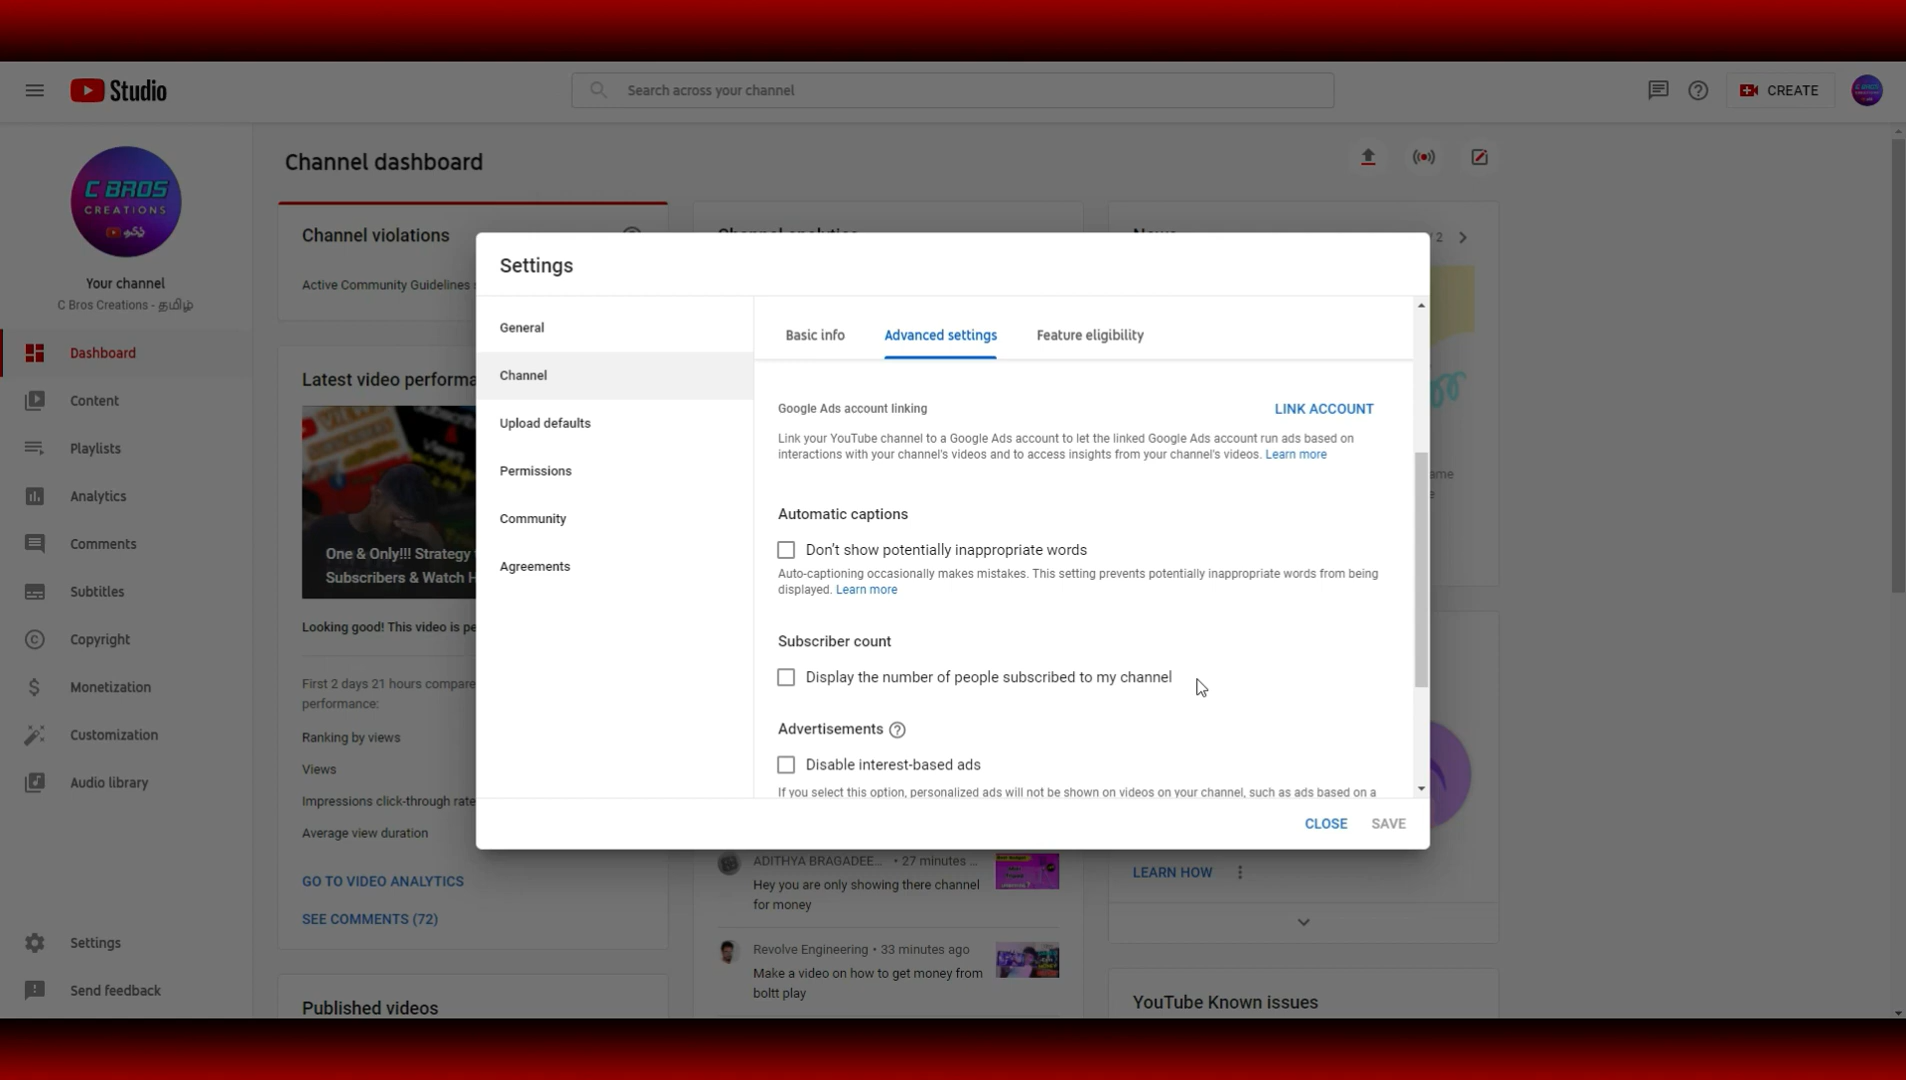 Studio
Search across your channel
CREATE
C BROS
CREATIONS
தமிழ்
Your channel
C Bros Creations - தமிழ்
Dashboard
Content
Playlists
Analytics
Comments
Subtitles
Copyright
Monetization
Customization
Audio library
Settings
Send feedback
Channel dashboard
Channel violations
Active Community Guidelines
Latest video performa
One & Only!!! Strategy
Subscribers & Watch H
Looking good! This video is pe
First 2 days 21 hours compare
performance:
Ranking by views
Views
Impressions click-through rate
Average view duration
GO TO VIDEO ANALYTICS
SEE COMMENTS (72)
Published videos
Settings
General
Channel
Upload defaults
Permissions
Community
Agreements
Basic info
Advanced settings
Feature eligibility
Google Ads account linking
LINK ACCOUNT
Link your YouTube channel to a Google Ads account to let the linked Google Ads account run ads based on
interactions with your channel's videos and to access insights from your channel's videos. Learn more
Automatic captions
Don't show potentially inappropriate words
Auto-captioning occasionally makes mistakes. This setting prevents potentially inappropriate words from being
displayed. Learn more
Subscriber count
Display the number of people subscribed to my channel
Advertisements
Disable interest-based ads
If you select this option, personalized ads will not be shown on videos on your channel, such as ads based on a
CLOSE
SAVE
ADITHYA BRAGADEE... • 27 minutes ...
Hey you are only showing there channel
for money
Revolve Engineering • 33 minutes ago
Make a video on how to get money from
boltt play
/ 2
LEARN HOW
YouTube Known issues